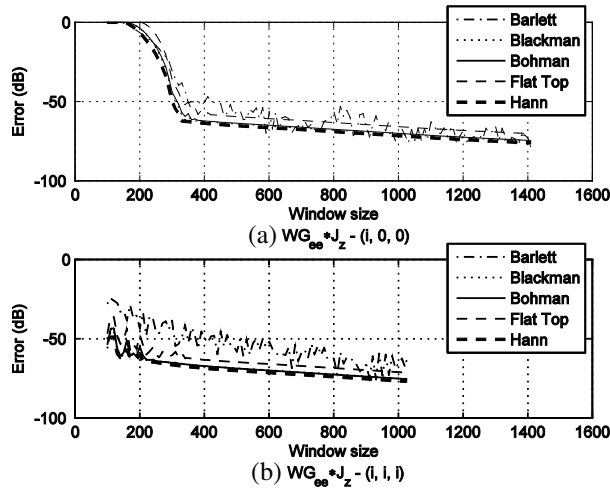 0
-50
-100
Error (dB)
0 200 400 600 800 1000 1200 1400 1600
Window size
Barlett
Blackman
Bohman
Flat Top
Hann
(a) WG_ee*J_z - (i, 0, 0)
0
-50
-100
Error (dB)
0 200 400 600 800 1000 1200 1400 1600
Window size
Barlett
Blackman
Bohman
Flat Top
Hann
(b) WG_ee*J_z - (i, i, i)